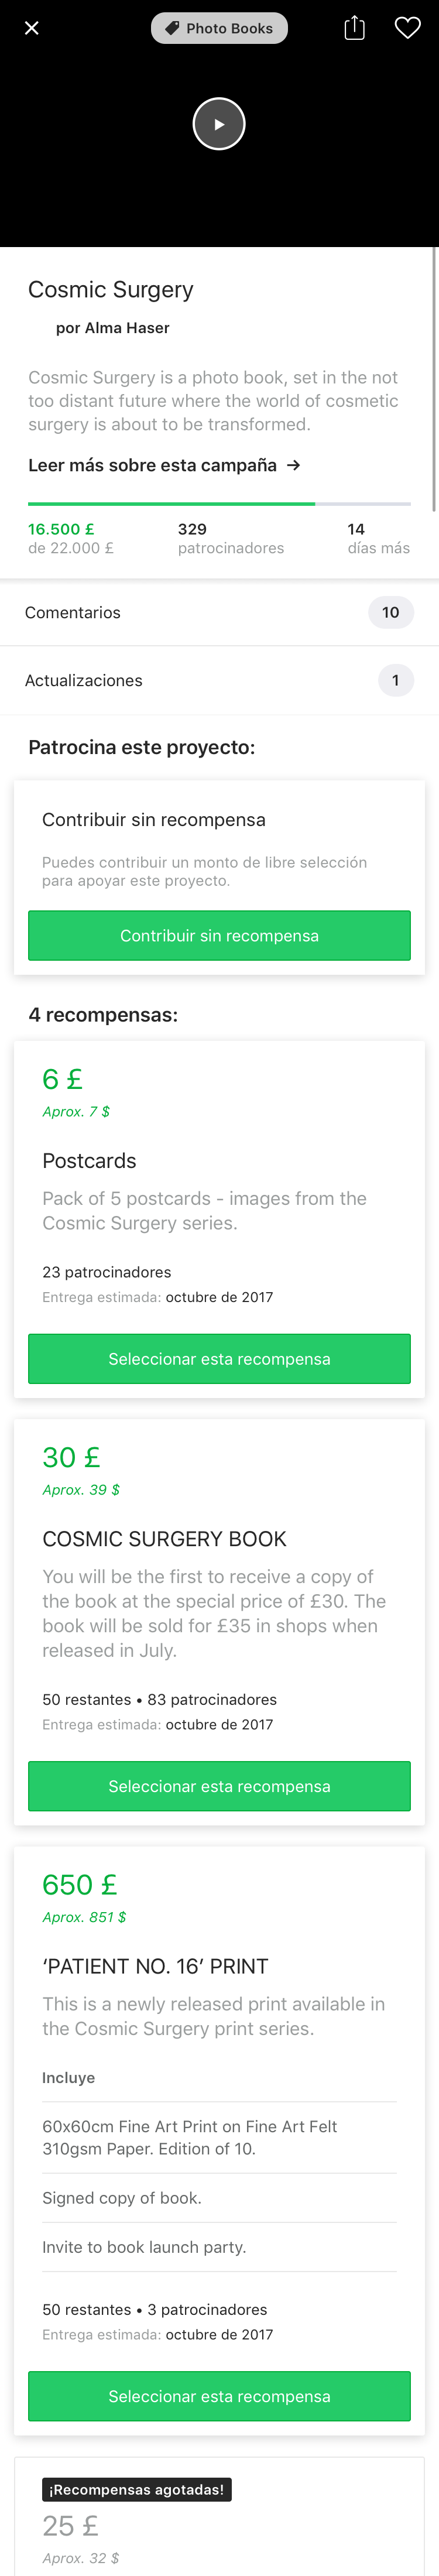 Photo Books
Cosmic Surgery
por Alma Haser
Cosmic Surgery is a photo book, set in the not
too distant future where the world of cosmetic
surgery is about to be transformed.
Leer más sobre esta campaña →
16.500 £
de 22.000 £
329
patrocinadores
14
días más
Comentarios
10
Actualizaciones
1
Patrocina este proyecto:
Contribuir sin recompensa
Puedes contribuir un monto de libre selección
para apoyar este proyecto.
Contribuir sin recompensa
4 recompensas:
6 £
Aprox. 7 $
Postcards
Pack of 5 postcards - images from the
Cosmic Surgery series.
23 patrocinadores
Entrega estimada: octubre de 2017
Seleccionar esta recompensa
30 £
Aprox. 39 $
COSMIC SURGERY BOOK
You will be the first to receive a copy of
the book at the special price of £30. The
book will be sold for £35 in shops when
released in July.
50 restantes • 83 patrocinadores
Entrega estimada: octubre de 2017
Seleccionar esta recompensa
650 £
Aprox. 851 $
‘PATIENT NO. 16’ PRINT
This is a newly released print available in
the Cosmic Surgery print series.
Incluye
60x60cm Fine Art Print on Fine Art Felt
310gsm Paper. Edition of 10.
Signed copy of book.
Invite to book launch party.
50 restantes • 3 patrocinadores
Entrega estimada: octubre de 2017
Seleccionar esta recompensa
¡Recompensas agotadas!
25 £
Aprox. 32 $